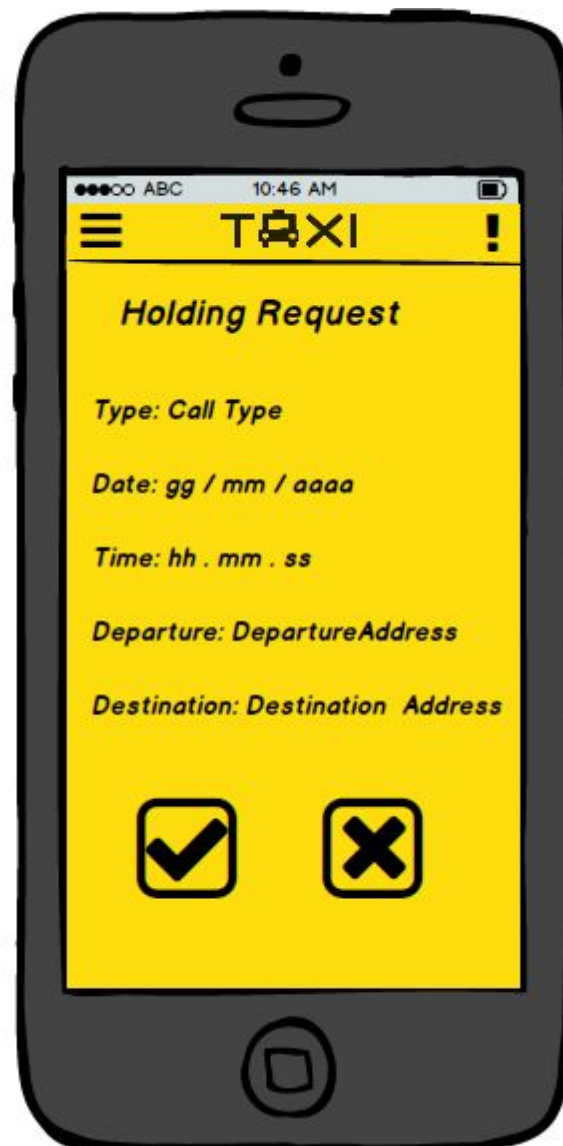 ABC 10:46 AM
TAXI !
Holding Request
Type: Call Type
Date: gg / mm / aaaa
Time: hh . mm . ss
Departure: DepartureAddress
Destination: Destination Address